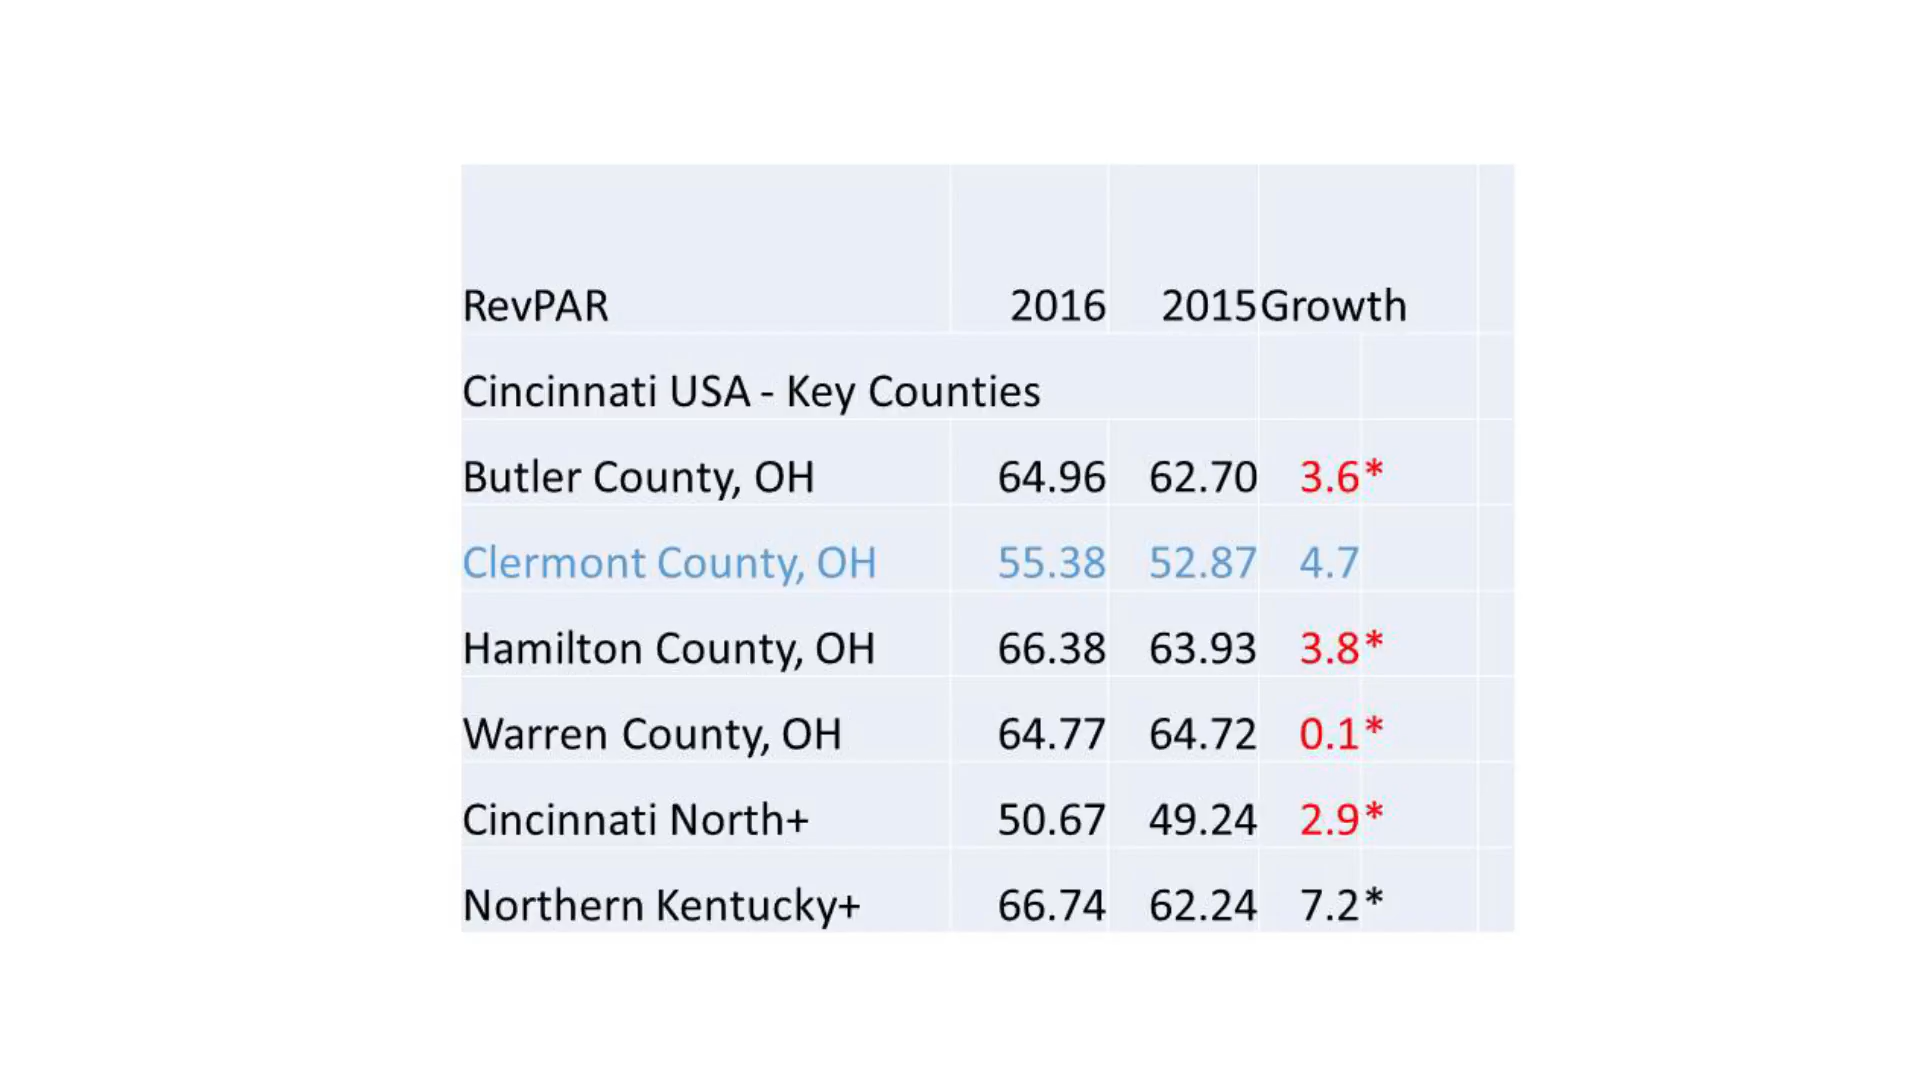 RevPAR 2016 2015 Growth
Cincinnati USA - Key Counties
Butler County, OH 64.96 62.70 3.6*
Clermont County, OH 55.38 52.87 4.7
Hamilton County, OH 66.38 63.93 3.8*
Warren County, OH 64.77 64.72 0.1*
Cincinnati North+ 50.67 49.24 2.9*
Northern Kentucky+ 66.74 62.24 7.2*